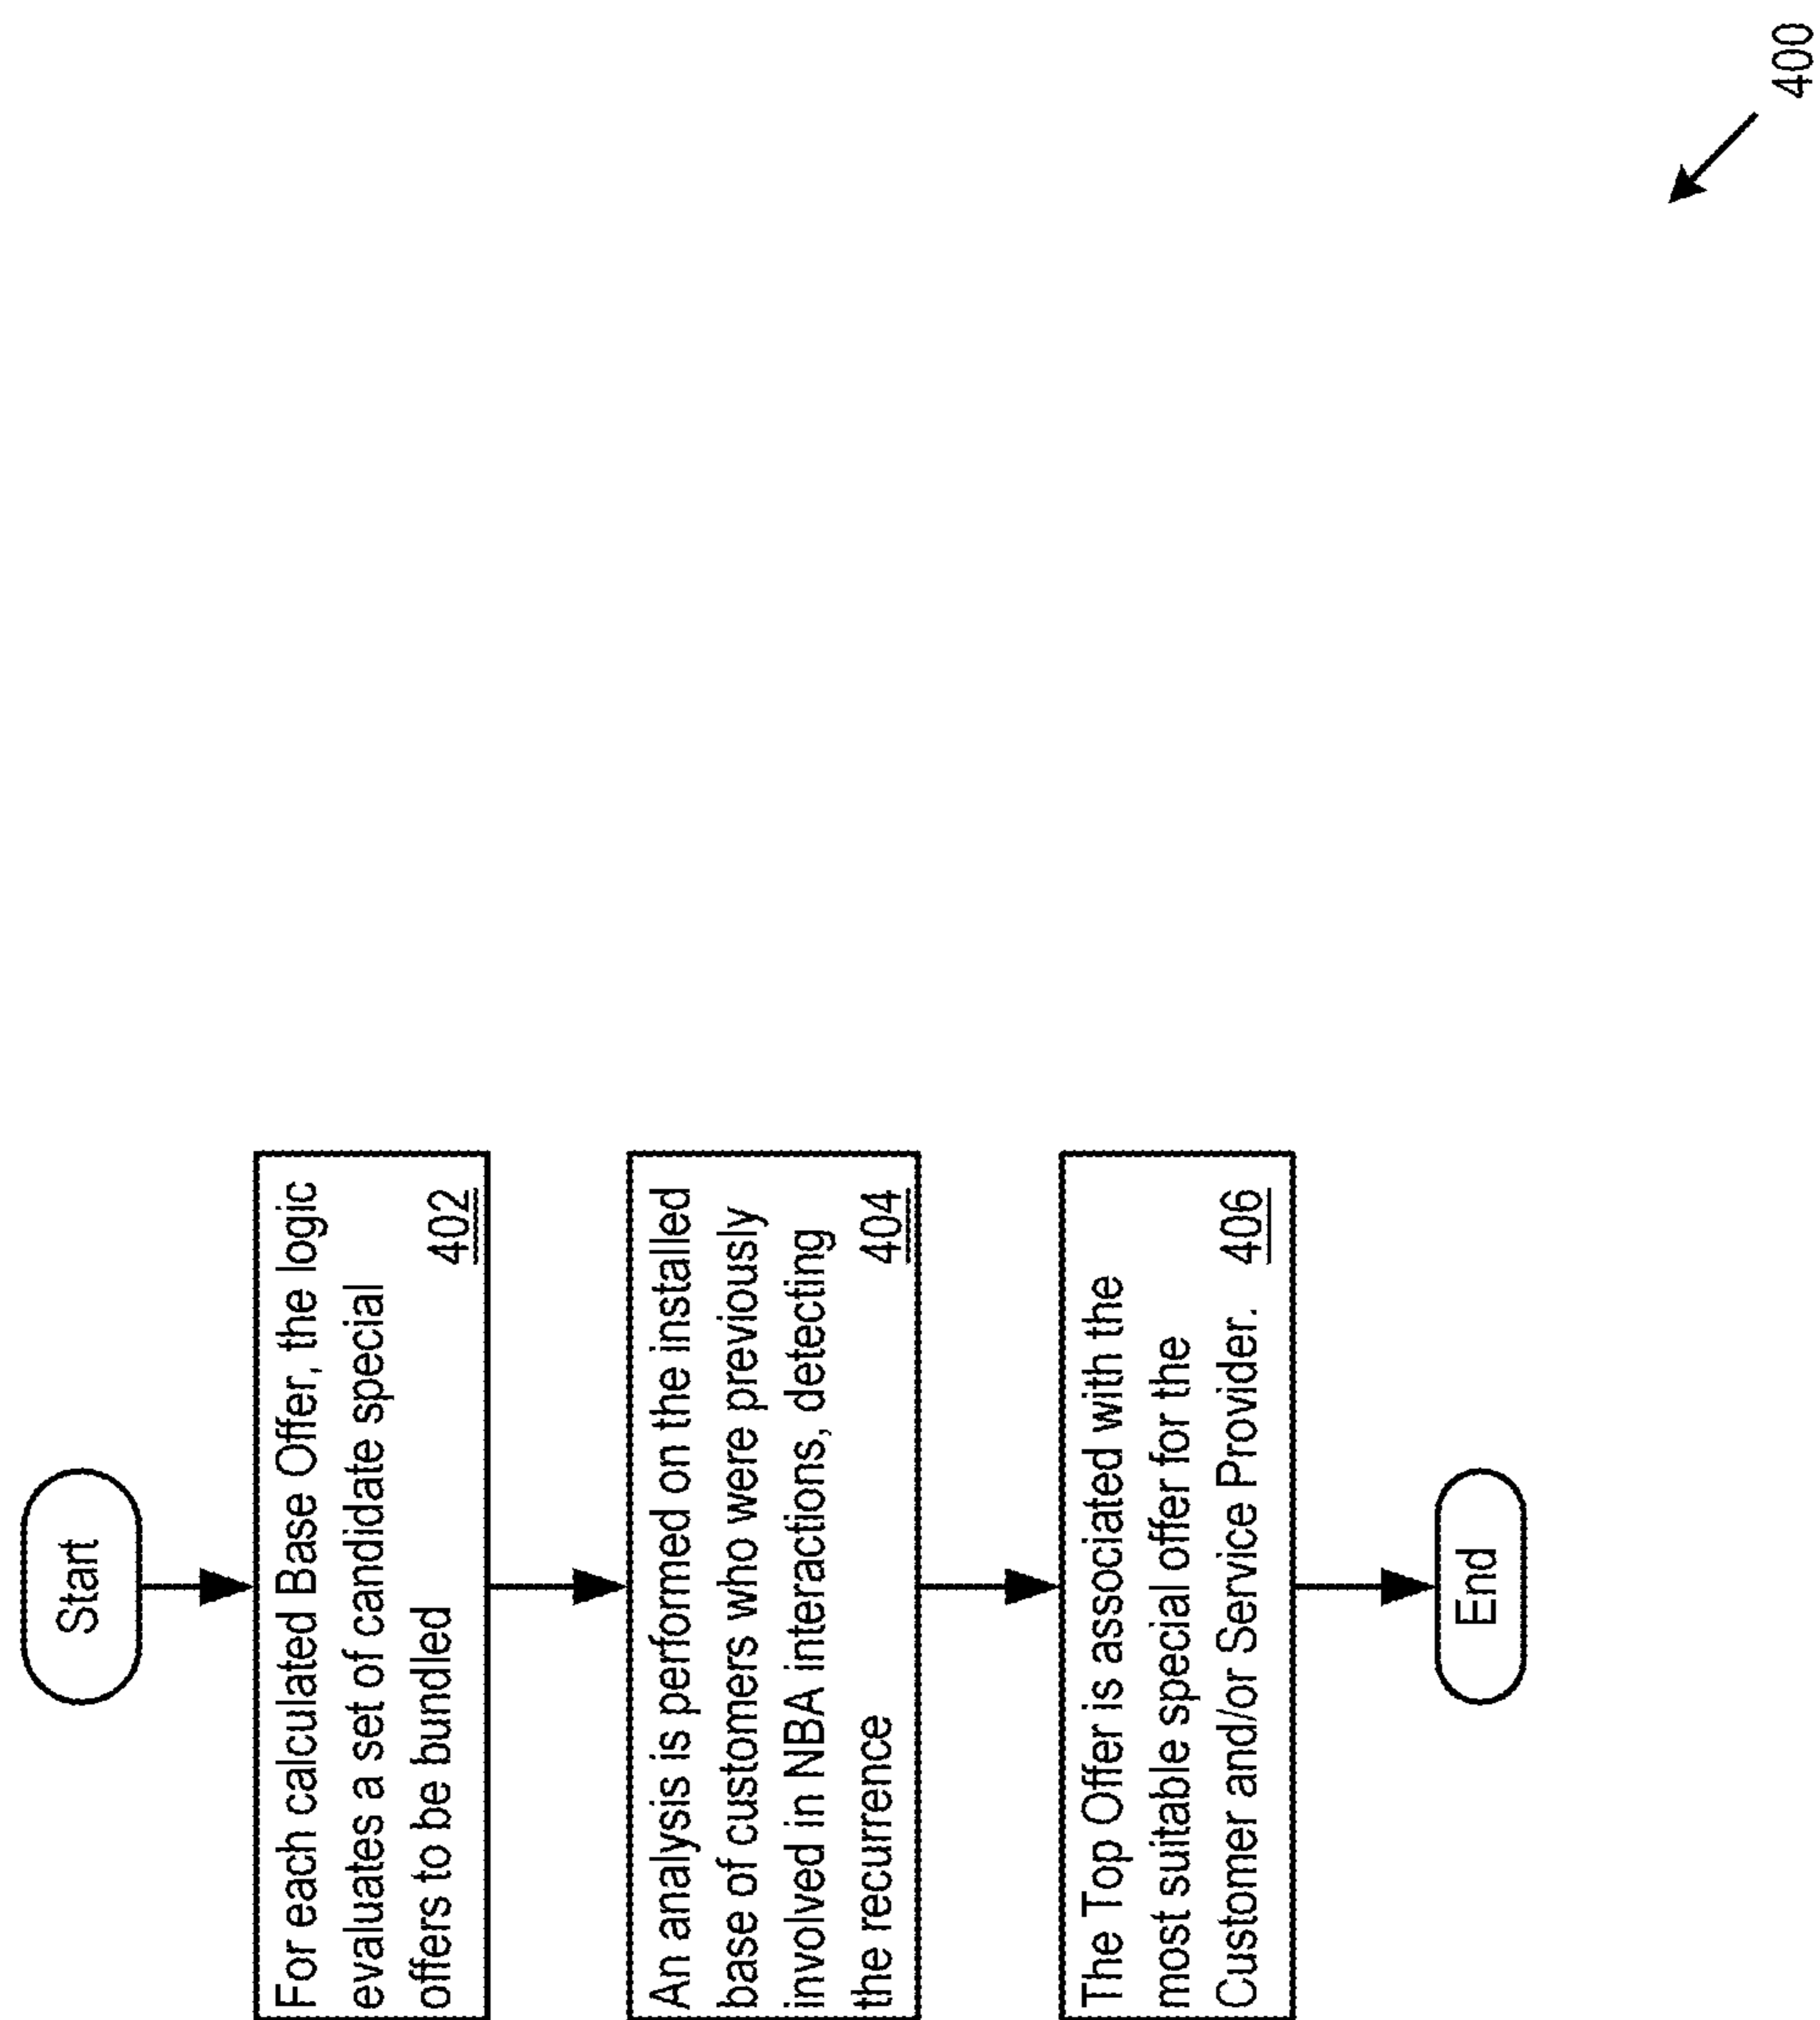 Start
For each calculated Base Offer, the logic
evaluates a set of candidate special
offers to be bundled 402
An analysis is performed on the installed
base of customers who were previously
involved in NBA interactions, detecting
the recurrence 404
The Top Offer is associated with the
most suitable special offer for the
Customer and/or Service Provider. 406
End
400